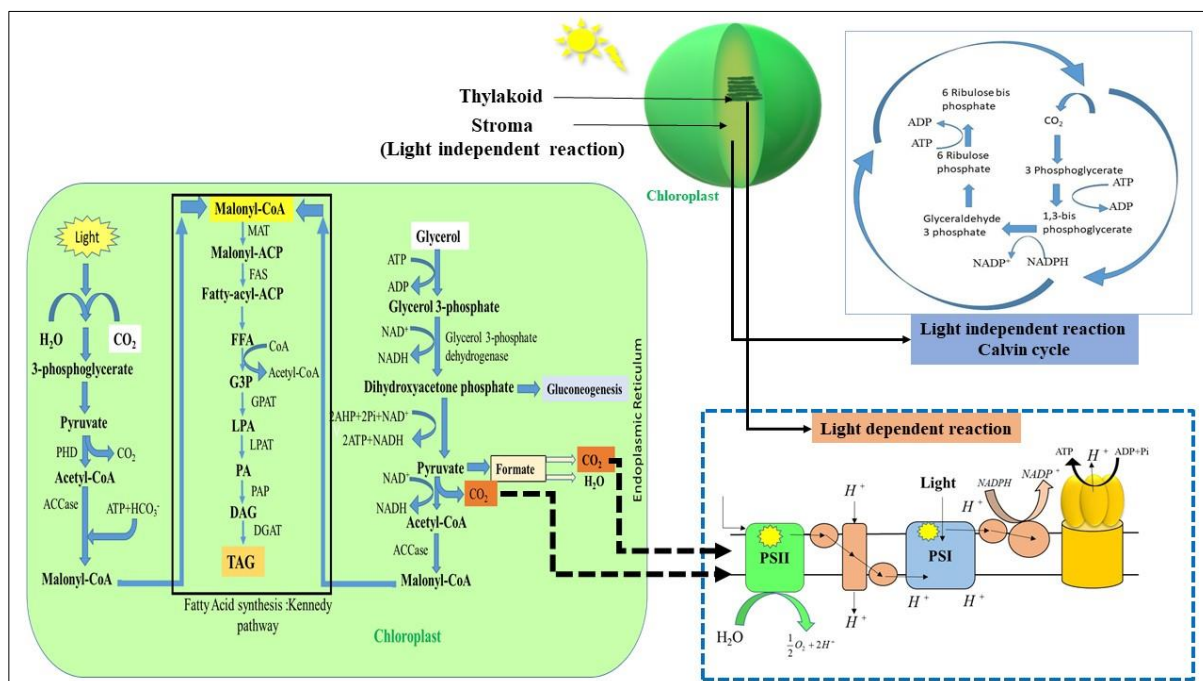 Thylakoid
Stroma
(Light independent reaction)
Chloroplast
6 Ribulose bis
phosphate
ADP
ATP
6 Ribulose
phosphate
Glyceraldehyde
3 phosphate
CO2
3 Phosphoglycerate
ATP
ADP
1,3-bis
phosphoglycerate
NADP+
NADPH
Light independent reaction
Calvin cycle
Light
H2O
CO2
3-phosphoglycerate
Pyruvate
PHD
CO2
Acetyl-CoA
ACCase
ATP+HCO3-
Malonyl-CoA
Malonyl-CoA
MAT
Malonyl-ACP
FAS
Fatty-acyl-ACP
FFA
CoA
Acetyl-CoA
G3P
GPAT
LPA
LPAT
PA
PAP
DAG
DGAT
TAG
Fatty Acid synthesis :Kennedy
pathway
Glycerol
ATP
ADP
Glycerol 3-phosphate
NAD+
NADH
Glycerol 3-phosphate
dehydrogenase
Dihydroxyacetone phosphate
Gluconeogenesis
2AHP+2Pi+NAD+
2ATP+NADH
Pyruvate
Formate
CO2
H2O
NAD+
NADH
CO2
Acetyl-CoA
ACCase
Malonyl-CoA
Chloroplast
Endoplasmic Reticulum
Light dependent reaction
PSII
H2O
1/2 O2 + 2H-
H +
H +
Light
PSI
H +
H +
NADPH
NADP +
ATP
H +
ADP+Pi